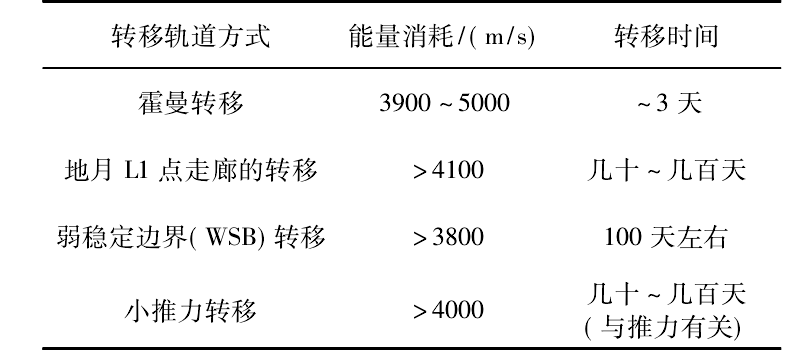 转移轨道方式 能量消耗/(m/s) 转移时间
霍曼转移 3900~5000 ~3天
地月L1点走廊的转移 >4100 几十~几百天
弱稳定边界(WSB)转移 >3800 100天左右
小推力转移 >4000 几十~几百天
(与推力有关)